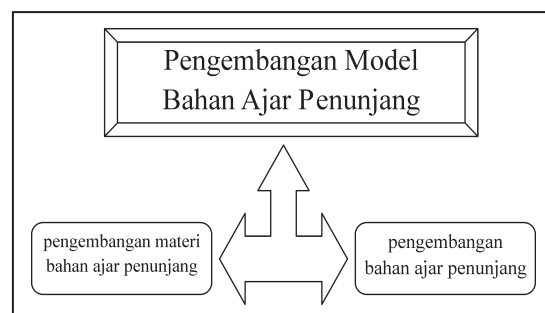 Pengembangan Model
Bahan Ajar Penunjang
pengembangan materi
bahan ajar penunjang
pengembangan
bahan ajar penunjang